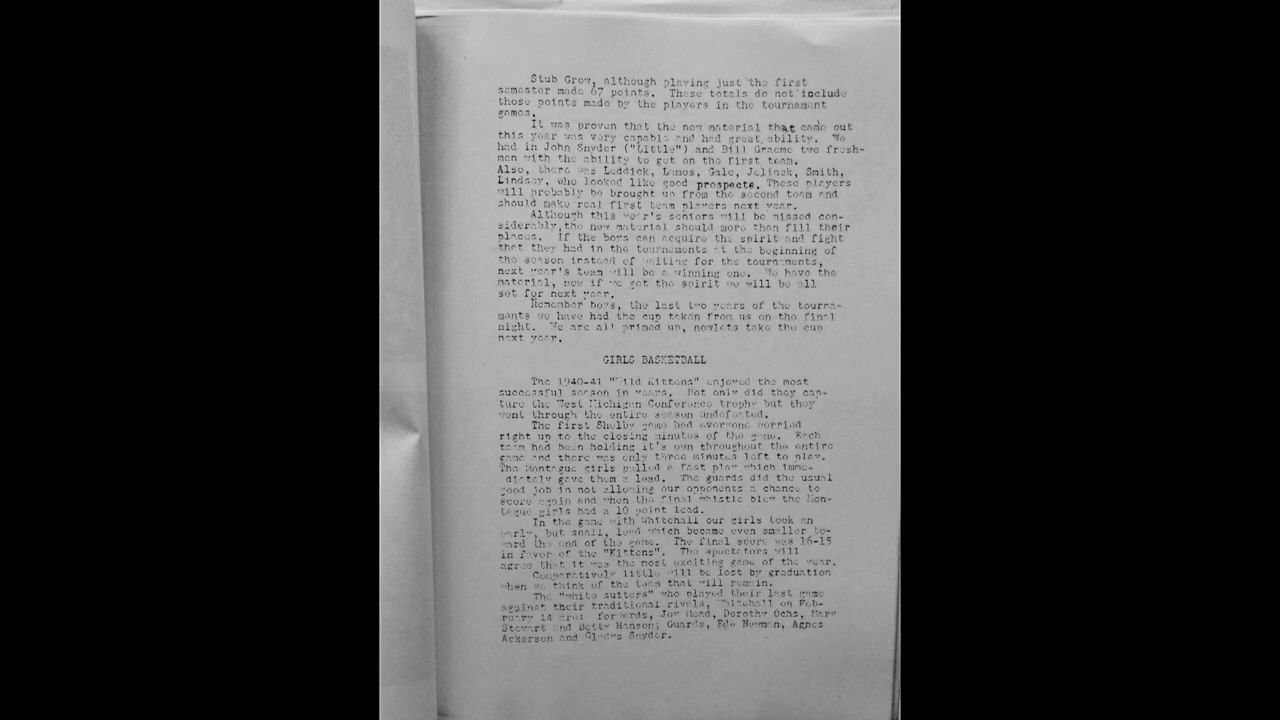 Stub Grow, although playing just the first
semester made 67 points. These totals do not include
those points made by the players in the tournament
games.
It was proven that the new material that came out
this year was very capable and had great ability. We
had in John Snyder ("Little") and Bill Graeme two fresh-
men with the ability to get on the first team.
Also, there was Leddick, Lamos, Gale, Jelinek, Smith,
Lindsay, who looked like good prospects. These players
will probably be brought up from the second team and
should make real first team players next year.
Although this year's seniors will be missed con-
siderably,the new material should more than fill their
places. If the boys can acquire the spirit and fight
that they had in the tournaments at the beginning of
the season instead of waiting for the tournaments,
next year's team will be a winning one. We have the
material, now if we get the spirit we will be all
set for next year.
Remember boys, the last two years of the tourna-
ments we have had the cup taken from us on the final
night. We are all primed up, nowlets take the cup
next year.
GIRLS BASKETBALL
The 1940-41 "Wild Kittens" enjoyed the most
successful season in years. Not only did they cap-
ture the West Michigan Conference trophy but they
went through the entire season undefeated.
The first Shelby game had everyone worried
right up to the closing minutes of the game. Each
team had been holding it's own throughout the entire
game and there was only three minutes left to play.
The Montague girls pulled a fast play which imme-
diately gave them a lead. The guards did the usual
good job in not allowing our opponents a chance to
score again and when the final whistle blew the Mon-
tague girls had a 10 point lead.
In the game with Whitehall our girls took an
early, but small, lead which became even smaller to-
ward the end of the game. The final score was 16-15
in favor of the "Kittens". The spectators will
agree that it was the most exciting game of the year.
Comparatively little will be lost by graduation
when we think of the team that will remain.
The "white suiters" who played their last game
against their traditional rivals, Whitehall on Feb-
ruary 14 are: forwards, Joy Mead, Dorothy Ochs, Mary
Stewart and Betty Hanson; Guards, Ede Newman, Agnes
Ackerson and Gladys Snyder.